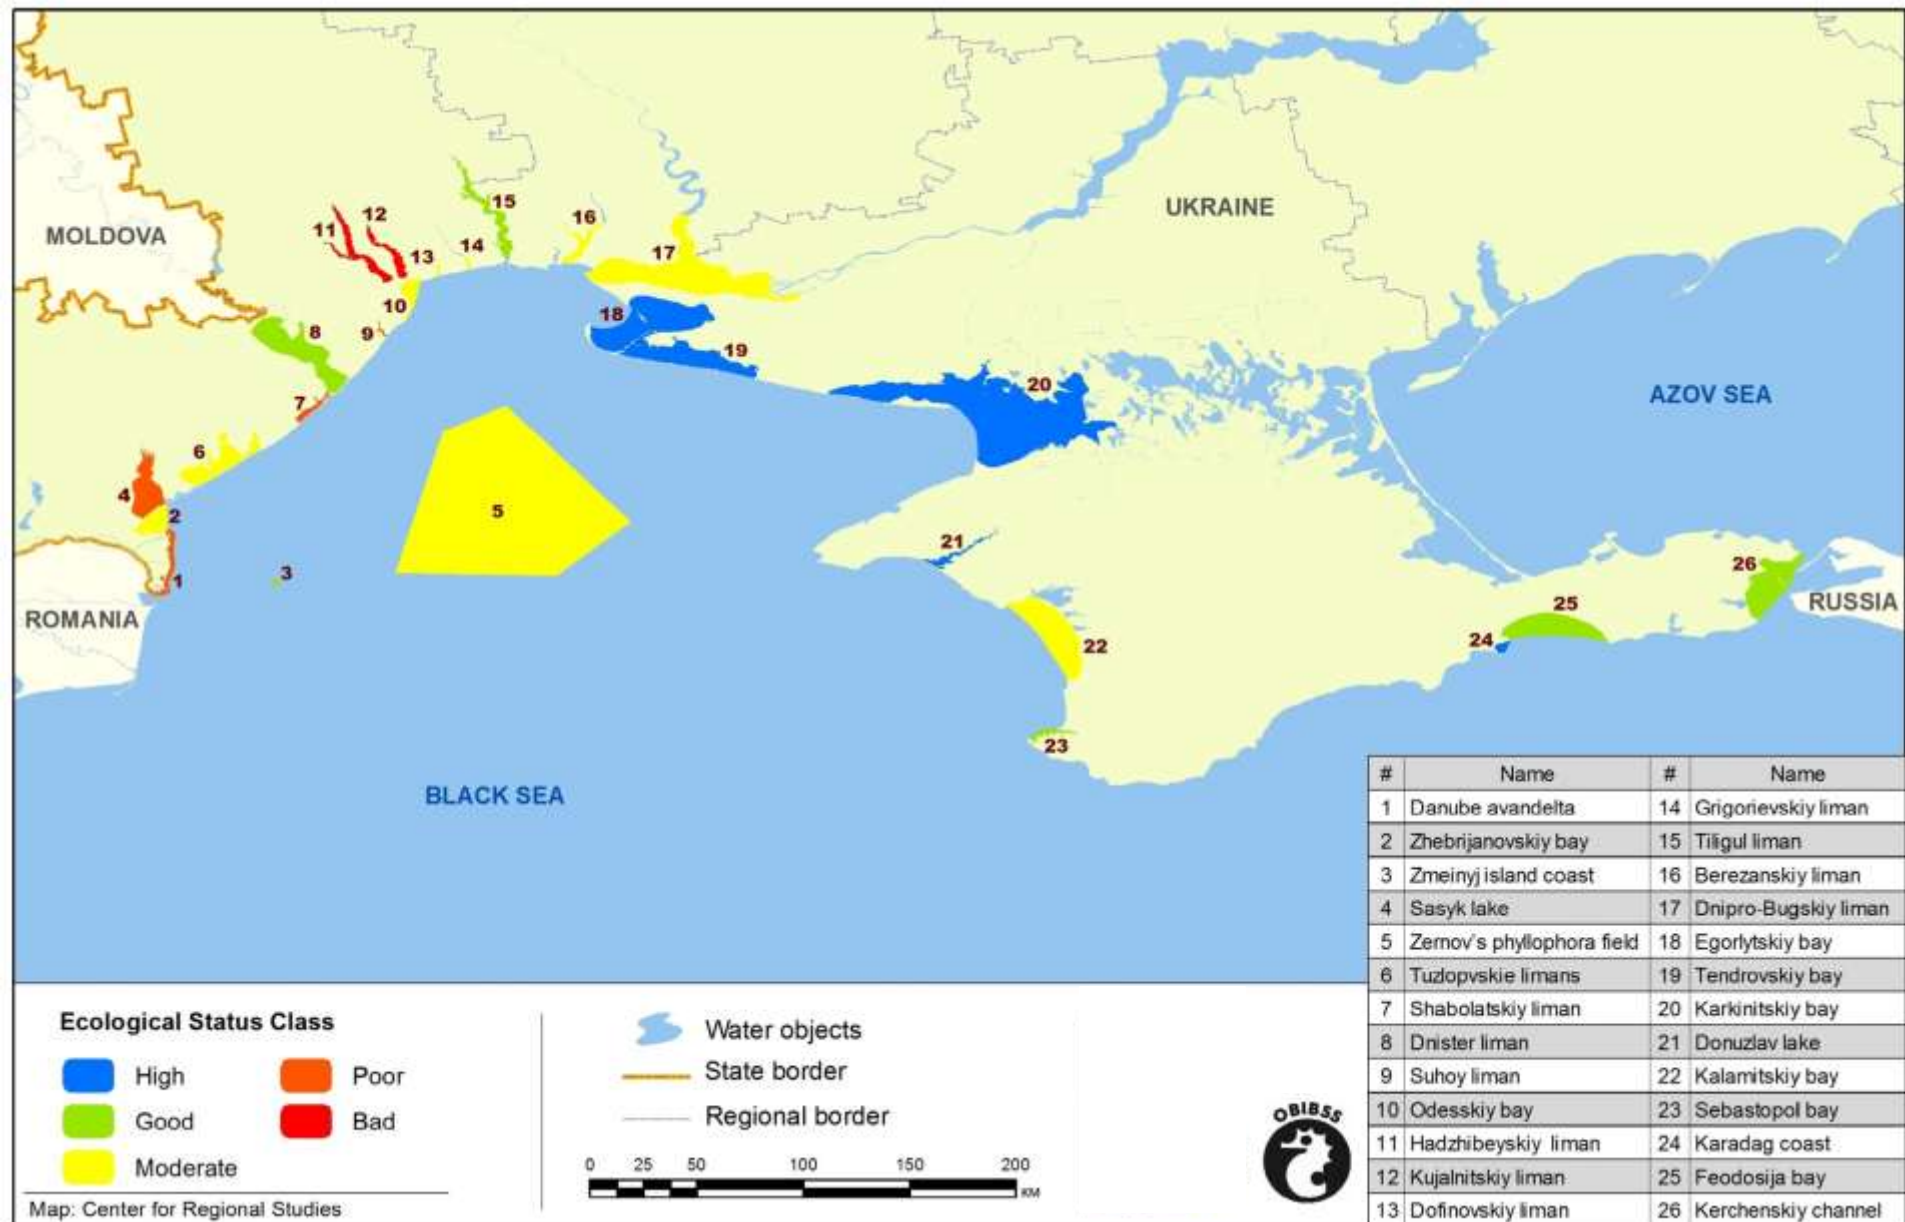 MOLDOVA
UKRAINE
AZOV SEA
ROMANIA
RUSSIA
BLACK SEA
11
12
13
14
15
16
17
10
9
8
18
19
7
20
6
4
2
5
3
1
21
22
23
24
25
26
Ecological Status Class
High
Poor
Good
Bad
Moderate
Map: Center for Regional Studies
Water objects
State border
Regional border
0 25 50 100 150 200
KM
OBIBSS
# Name # Name
1 Danube avandelta 14 Grigorievskiy liman
2 Zhebrijanovskiy bay 15 Tiligul liman
3 Zmeinyj island coast 16 Berezanskiy liman
4 Sasyk lake 17 Dnipro-Bugskiy liman
5 Zernov's phyllophora field 18 Egorlytskiy bay
6 Tuzlopvskie limans 19 Tendrovskiy bay
7 Shabolatskiy liman 20 Karkinitskiy bay
8 Dnister liman 21 Donuzlav lake
9 Suhoy liman 22 Kalamitskiy bay
10 Odesskiy bay 23 Sebastopol bay
11 Hadzhibeyskiy liman 24 Karadag coast
12 Kujalnitskiy liman 25 Feodosija bay
13 Dofinovskiy liman 26 Kerchenskiy channel